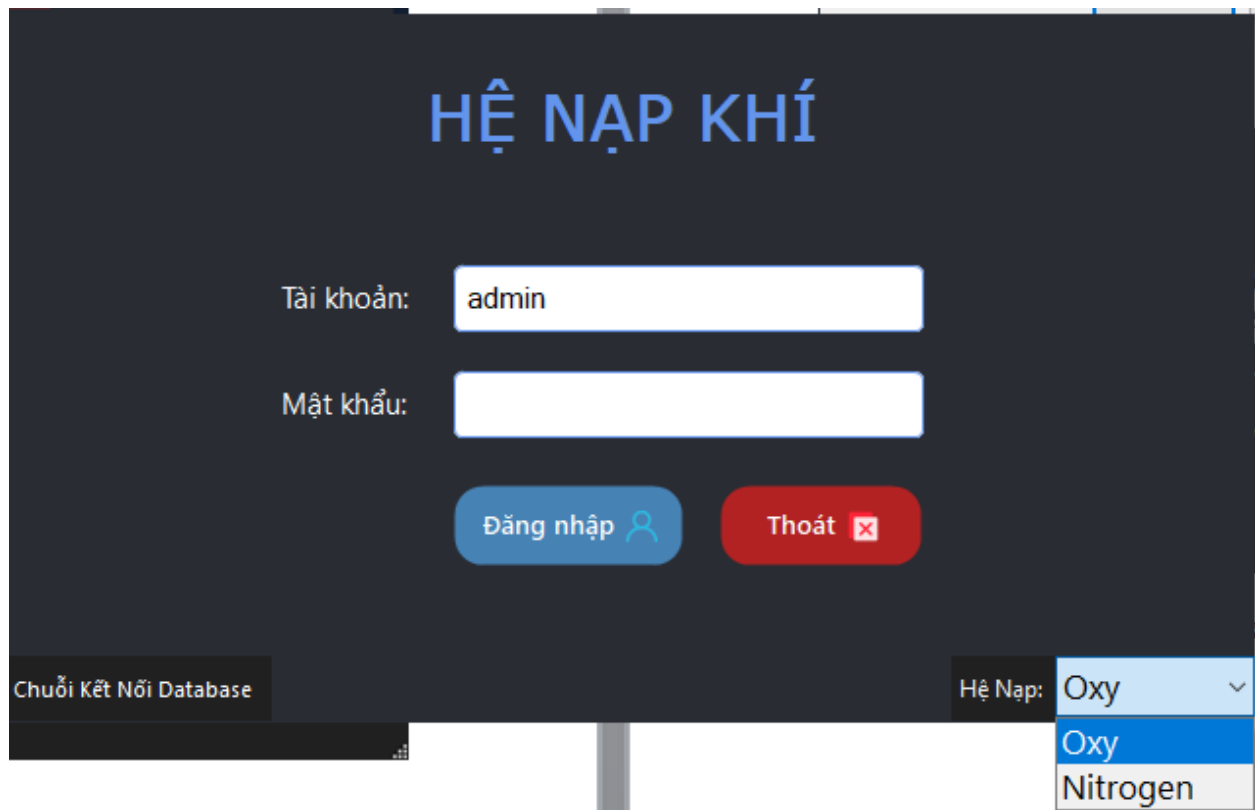 HỆ NẠP KHÍ
Tài khoản: admin
Mật khẩu:
Đăng nhập Thoát
Chuỗi Kết Nối Database Hệ Nạp: Oxy
Oxy
Nitrogen